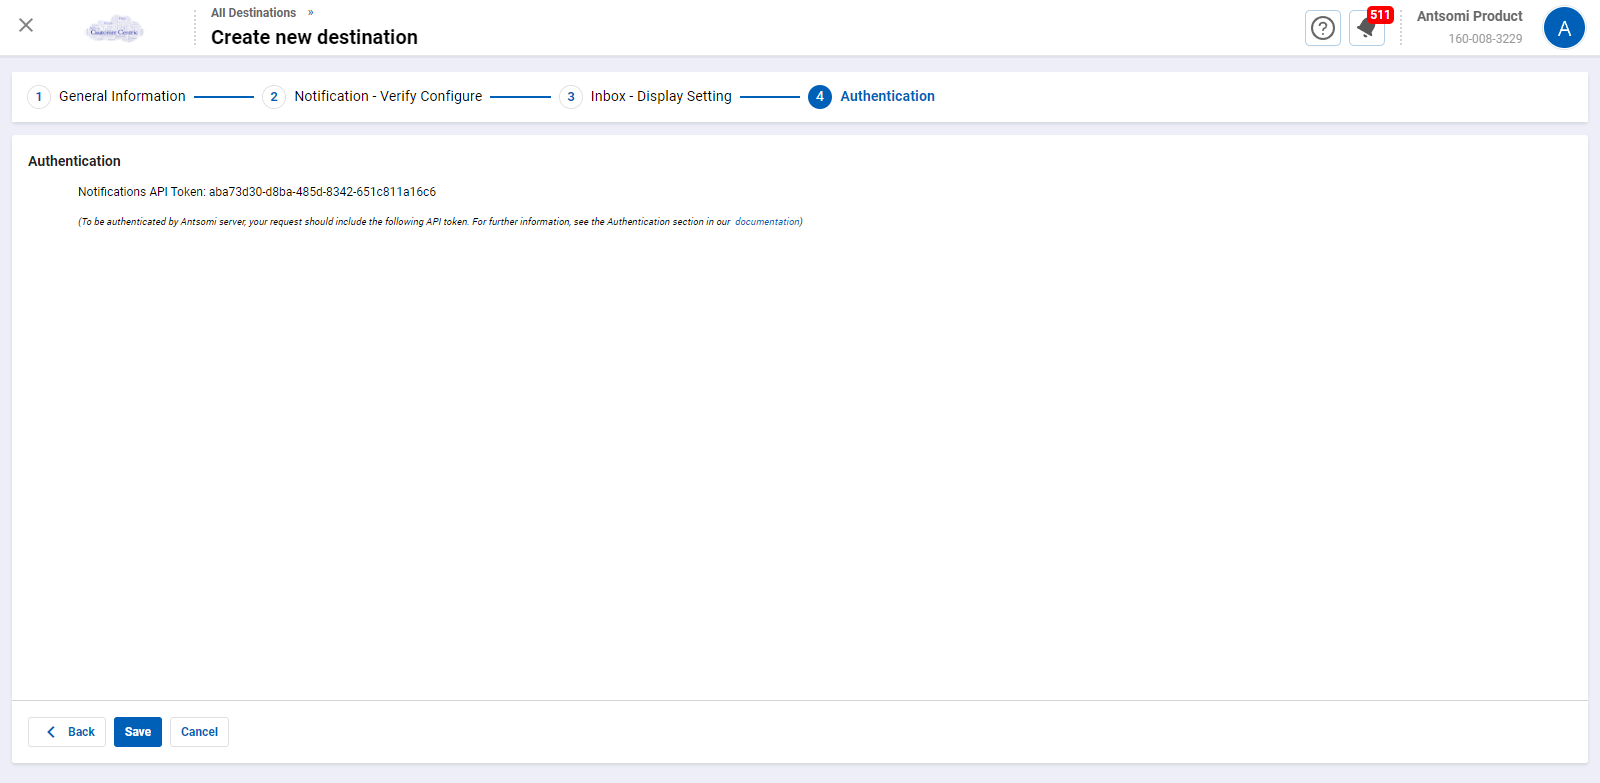 All Destinations »
Create new destination
Customer Centric
511
Antsomi Product
160-008-3229
A
1 General Information 2 Notification - Verify Configure 3 Inbox - Display Setting 4 Authentication
Authentication
Notifications API Token: aba73d30-d8ba-485d-8342-651c811a16c6
(To be authenticated by Antsomi server, your request should include the following API token. For further information, see the Authentication section in our documentation)
Back Save Cancel